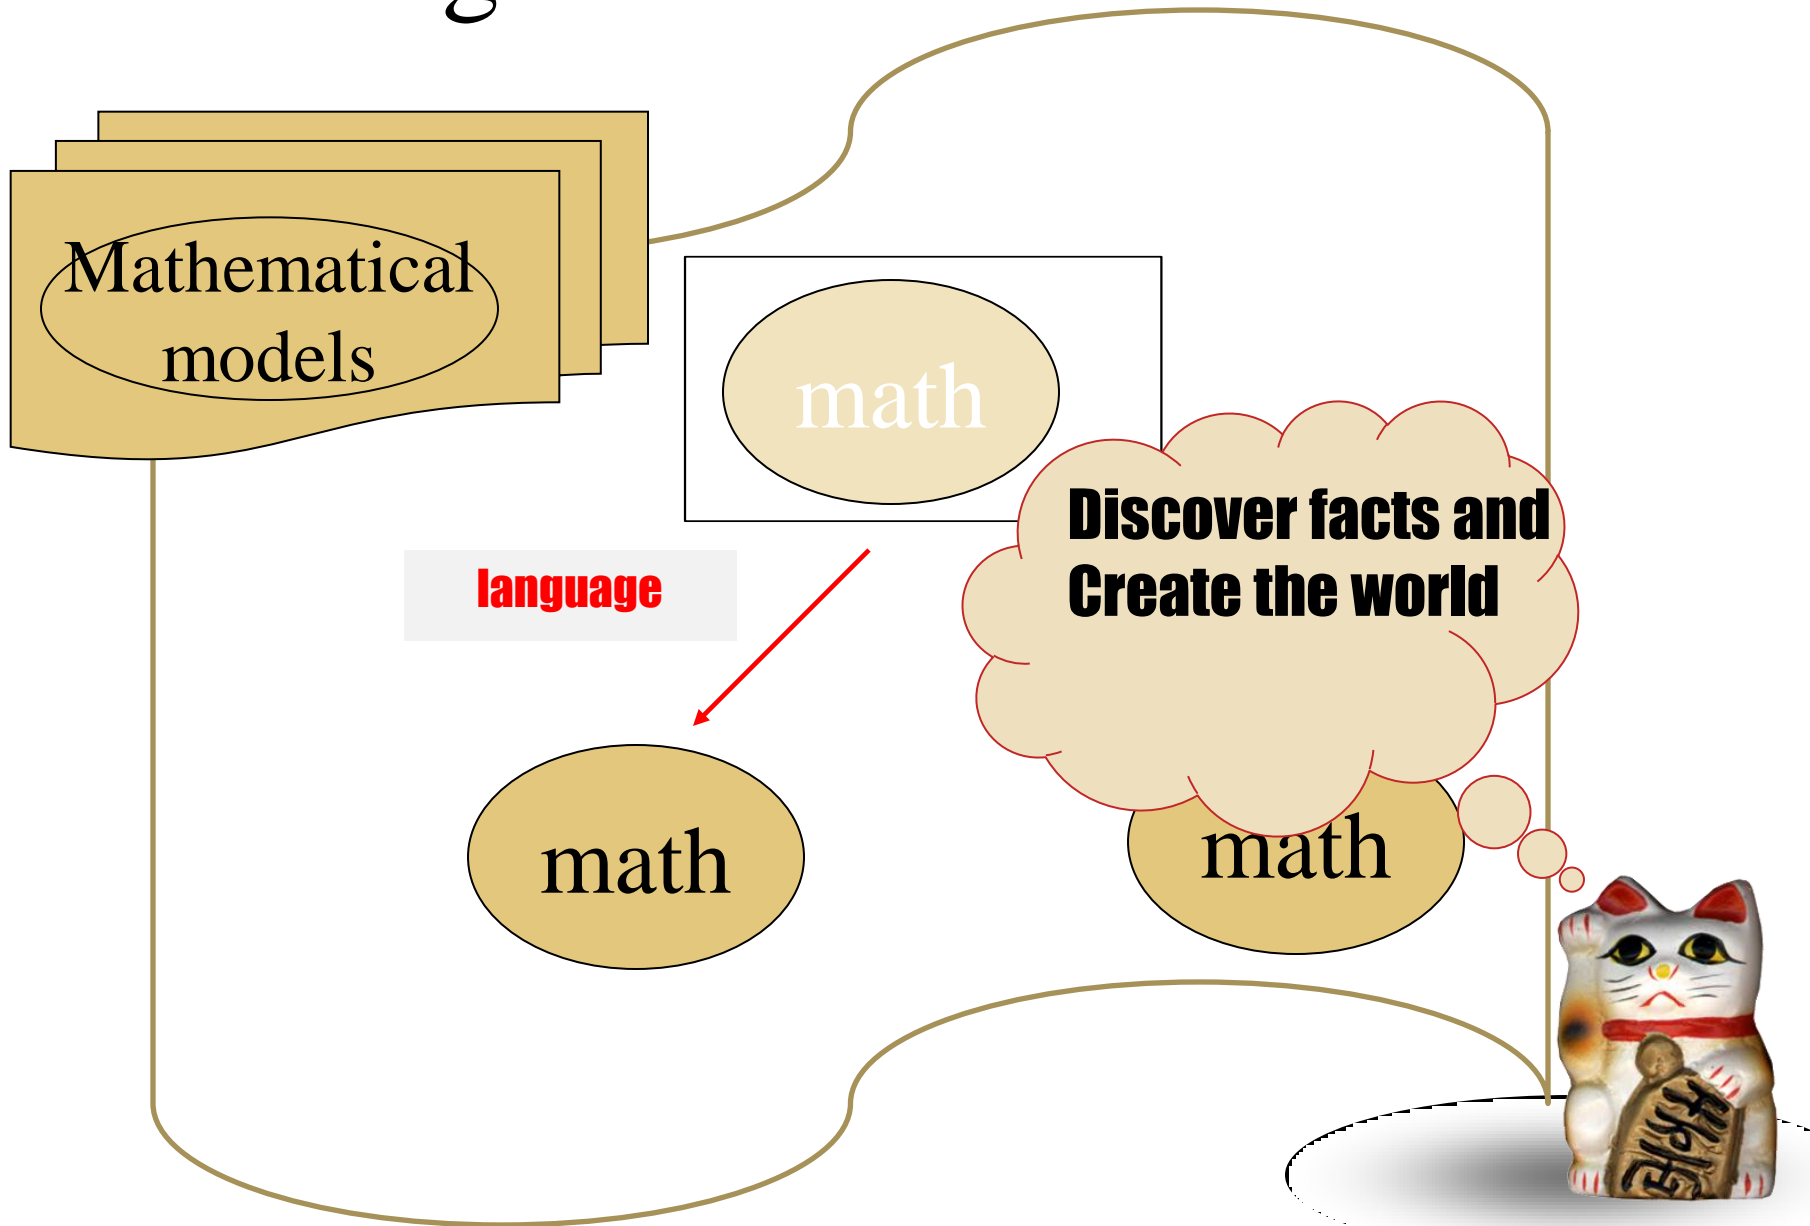 Mathematical
models
math
Discover facts and
Create the world
language
math
math